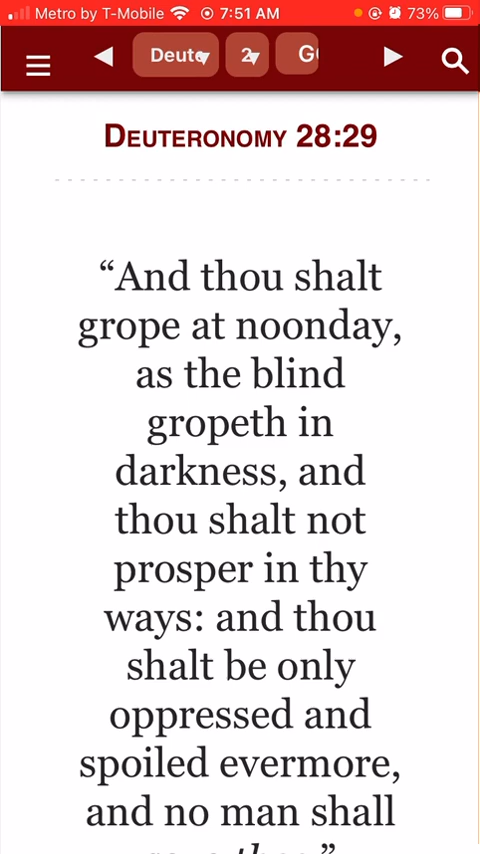 Metro by T-Mobile 7:51 AM 73%
Deute 2 G
DEUTERONOMY 28:29
“And thou shalt
grope at noonday,
as the blind
gropeth in
darkness, and
thou shalt not
prosper in thy
ways: and thou
shalt be only
oppressed and
spoiled evermore,
and no man shall